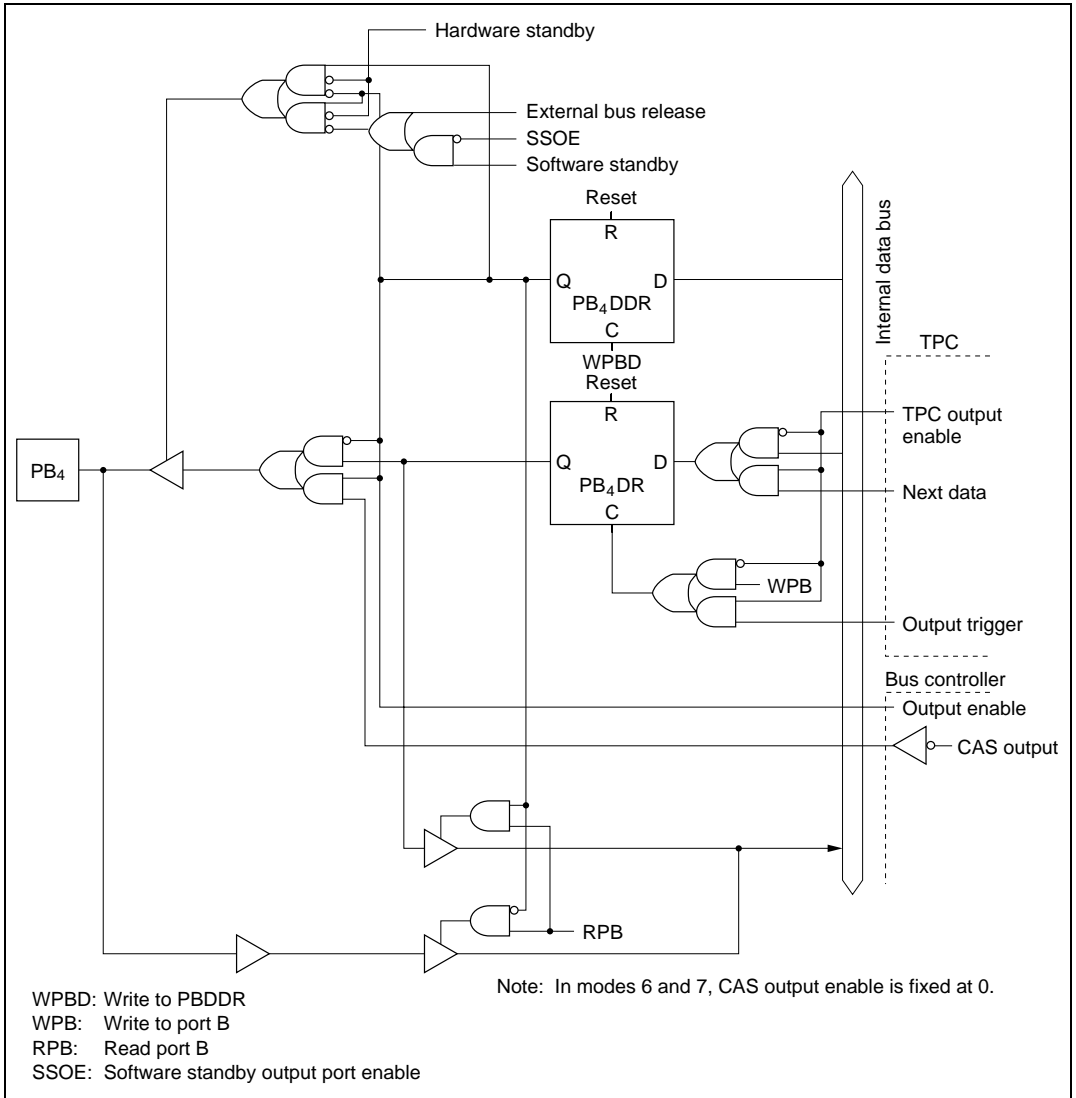 Hardware standby
External bus release
SSOE
Software standby
Reset
R
Q
D
PB4DDR
C
WPBD
Internal data bus
TPC
Reset
R
Q
D
PB4DR
C
TPC output
enable
Next data
PB4
WPB
Output trigger
Bus controller
Output enable
CAS output
RPB
Note: In modes 6 and 7, CAS output enable is fixed at 0.
WPBD: Write to PBDDR
WPB: Write to port B
RPB: Read port B
SSOE: Software standby output port enable